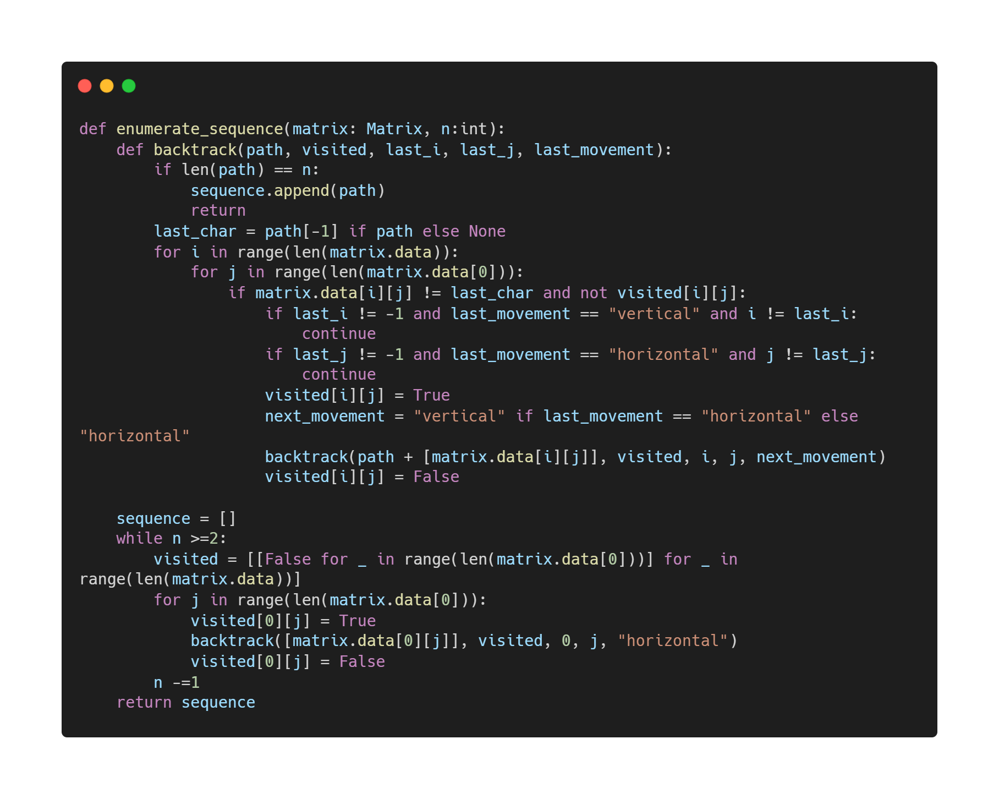 def enumerate_sequence(matrix: Matrix, n:int):
    def backtrack(path, visited, last_i, last_j, last_movement):
        if len(path) == n:
            sequence.append(path)
            return
        last_char = path[-1] if path else None
        for i in range(len(matrix.data)):
            for j in range(len(matrix.data[0])):
                if matrix.data[i][j] != last_char and not visited[i][j]:
                    if last_i != -1 and last_movement == "vertical" and i != last_i:
                        continue
                    if last_j != -1 and last_movement == "horizontal" and j != last_j:
                        continue
                    visited[i][j] = True
                    next_movement = "vertical" if last_movement == "horizontal" else
"horizontal"
                    backtrack(path + [matrix.data[i][j]], visited, i, j, next_movement)
                    visited[i][j] = False

    sequence = []
    while n >=2:
        visited = [[False for _ in range(len(matrix.data[0]))] for _ in
range(len(matrix.data))]
        for j in range(len(matrix.data[0])):
            visited[0][j] = True
            backtrack([matrix.data[0][j]], visited, 0, j, "horizontal")
            visited[0][j] = False
        n -=1
    return sequence